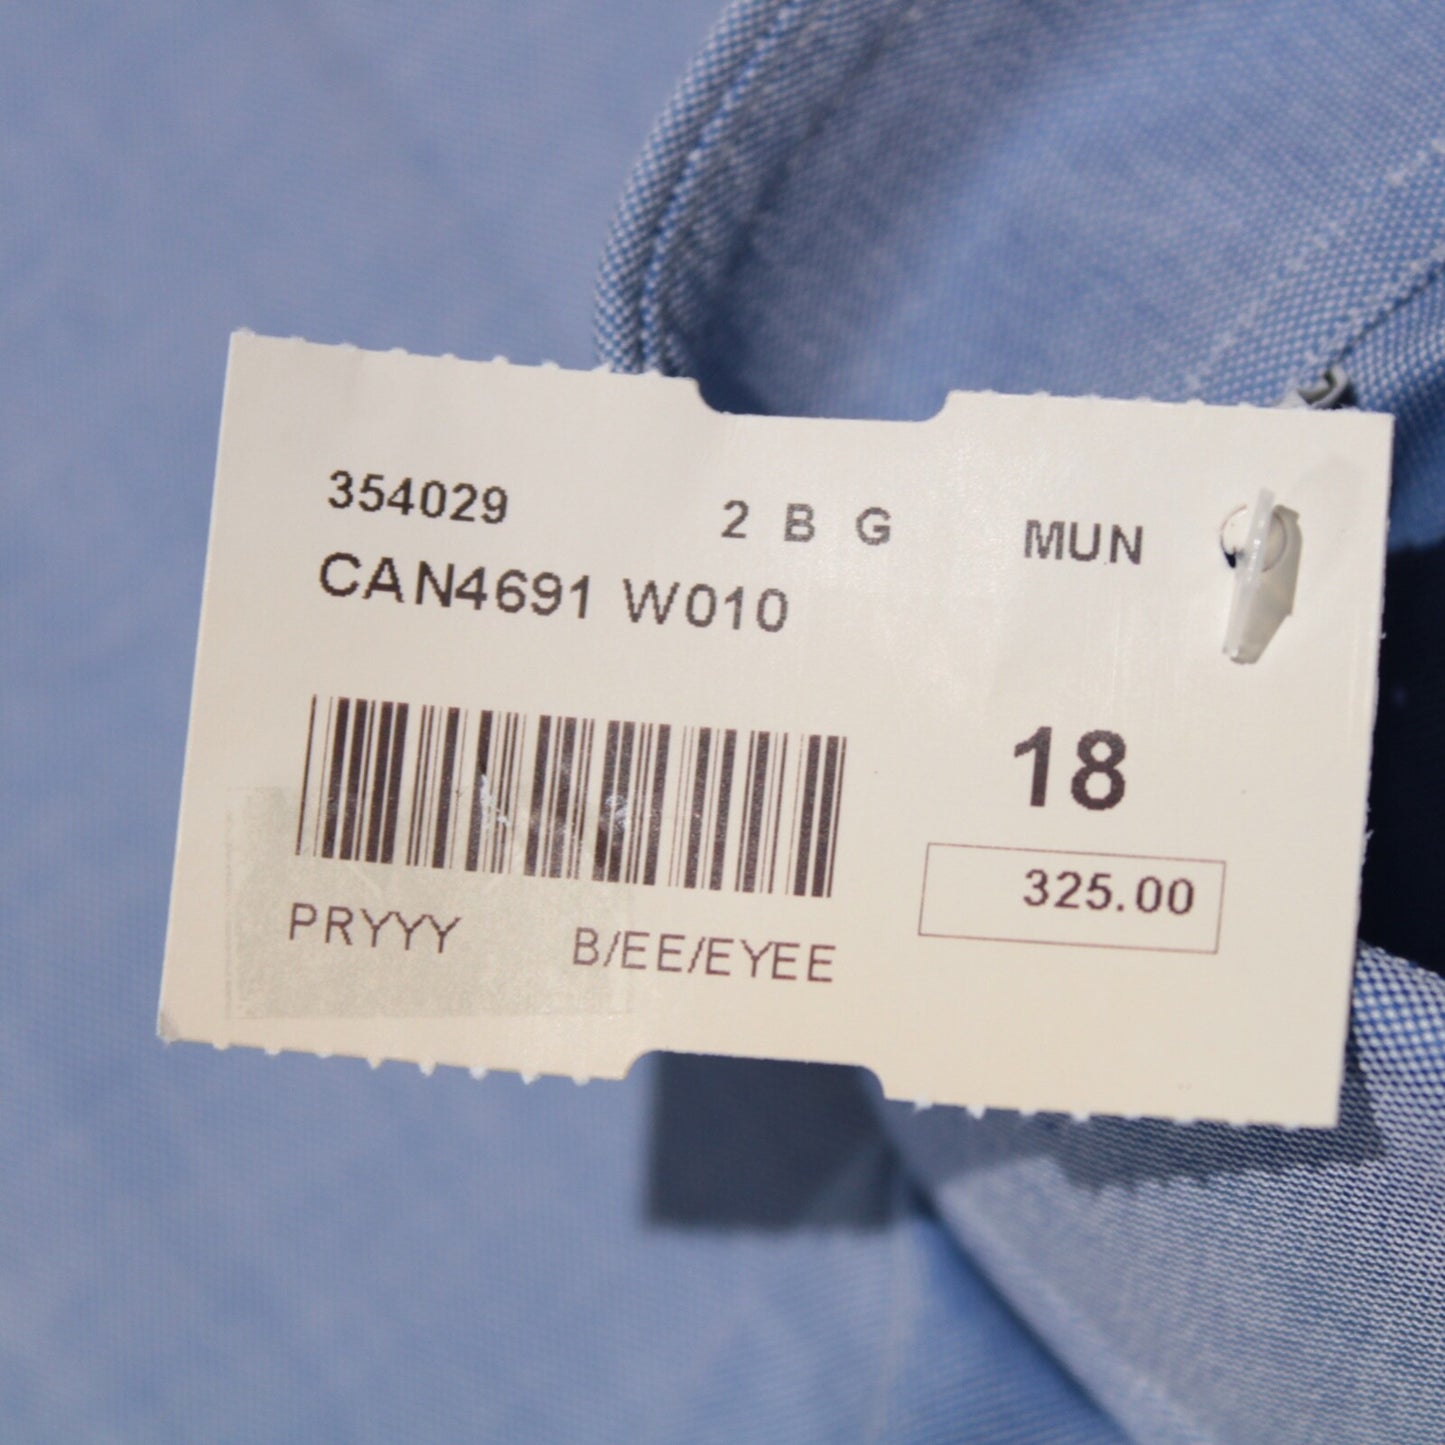 354029 2 B G MUN
CAN4691 W010
18
325.00
PRYYY B/EE/EYEE